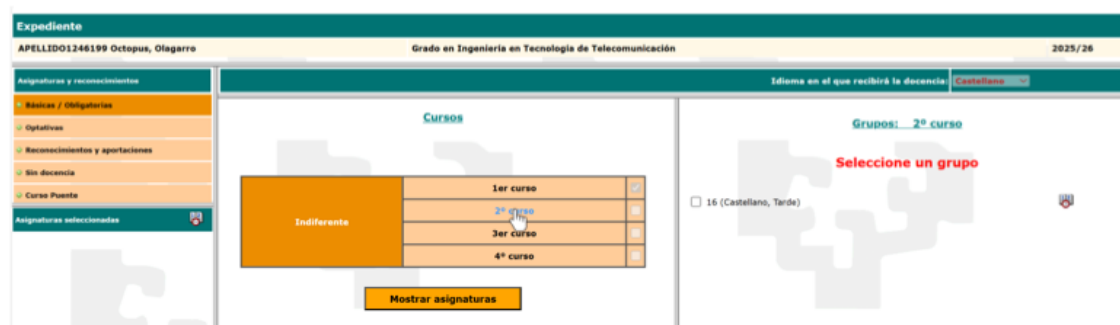 Expediente
APELLIDO1246199 Octopus, Olagarro Grado en Ingeniería en Tecnología de Telecomunicación 2025/26
Asignaturas y reconocimientos
Idioma en el que recibirá la docencia: Castellano
Básicas / Obligatorias
Optativas
Reconocimientos y aportaciones
Sin docencia
Curso Puente
Asignaturas seleccionadas
Cursos
Indiferente
1er curso
2º curso
3er curso
4º curso
Mostrar asignaturas
Grupos: 2º curso
Seleccione un grupo
16 (Castellano, Tarde)